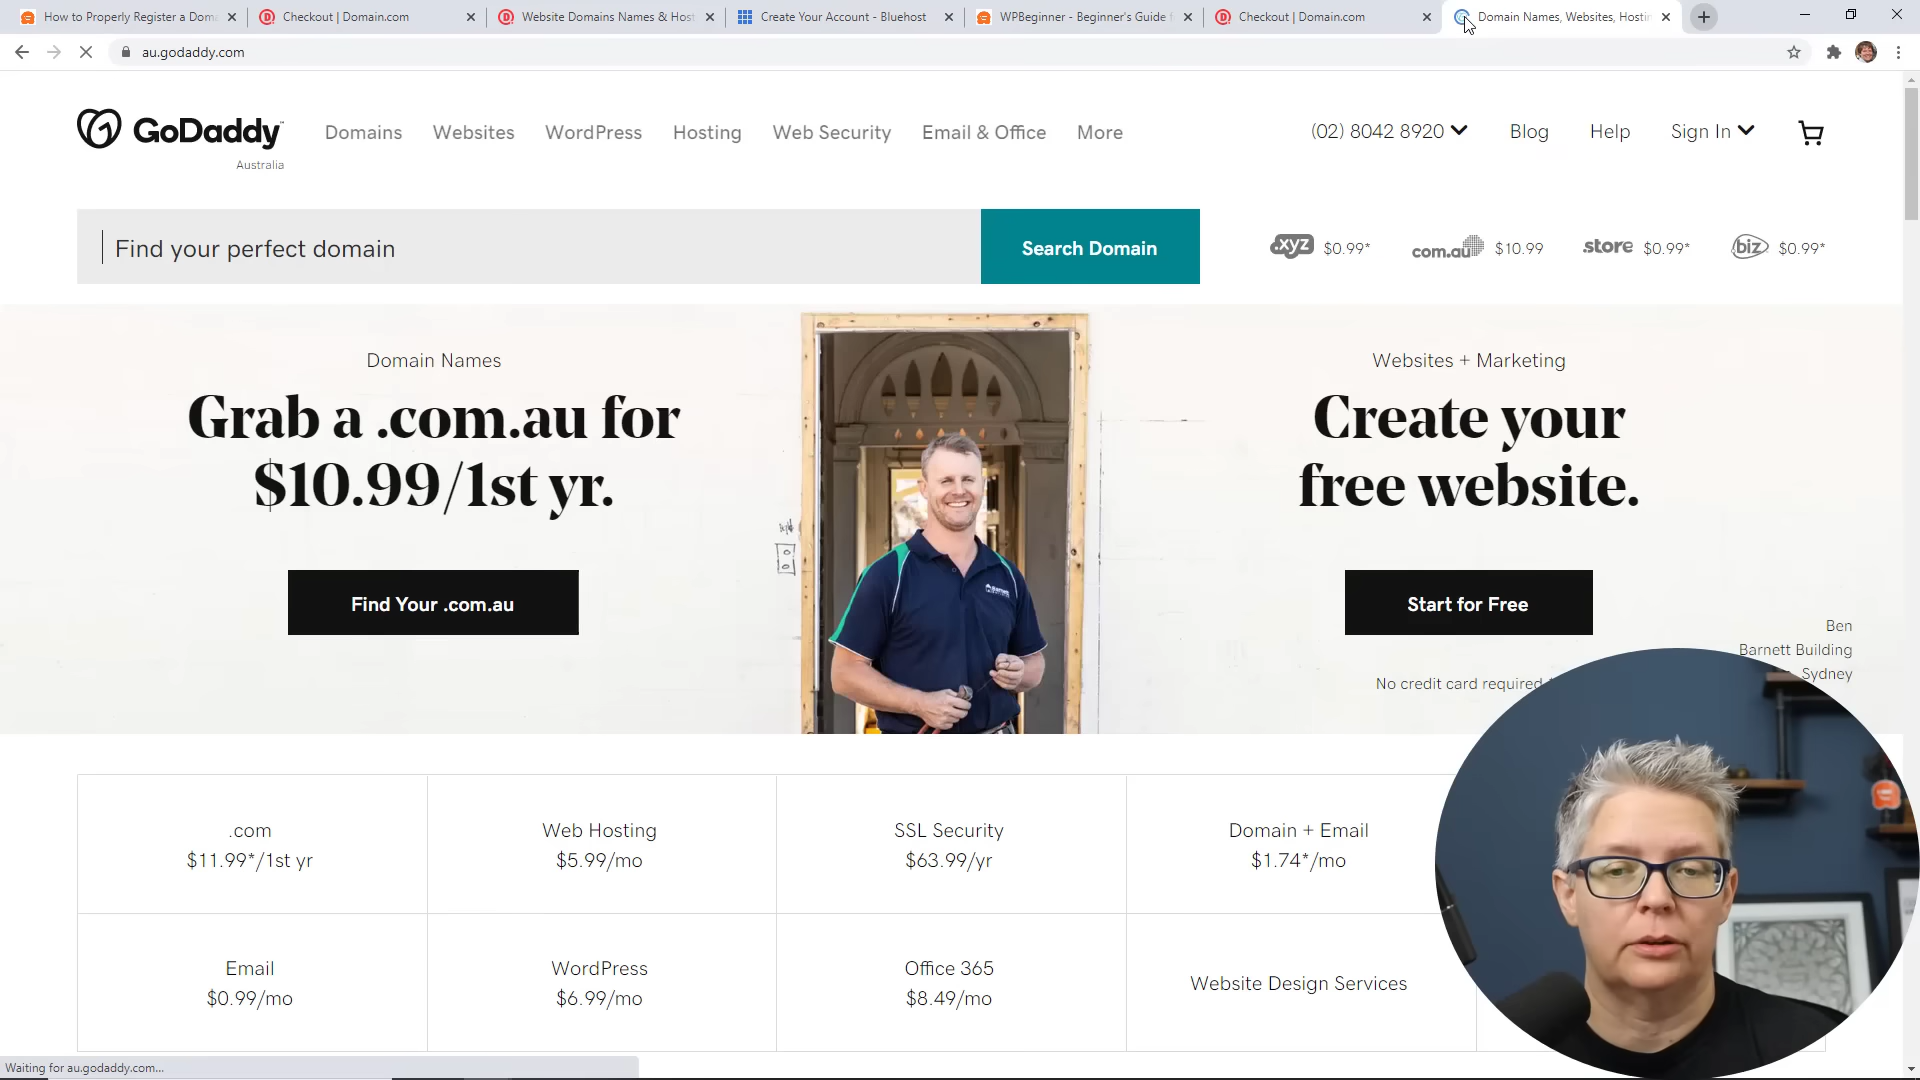 How to Properly Register a Doma
Checkout | Domain.com
Website Domains Names & Host
Create Your Account - Bluehost
WPBeginner - Beginner's Guide
Checkout | Domain.com
Domain Names, Websites, Hostin
au.godaddy.com
GoDaddy™
Australia
Domains
Websites
WordPress
Hosting
Web Security
Email & Office
More
(02) 8042 8920
Blog
Help
Sign In
Find your perfect domain
Search Domain
.xyz $0.99*
com.au $10.99
.store $0.99*
.biz $0.99*
Domain Names
Grab a .com.au for
$10.99/1st yr.
Find Your .com.au
Websites + Marketing
Create your
free website.
Start for Free
No credit card required
Ben
Barnett Building
Sydney
.com
$11.99*/1st yr
Web Hosting
$5.99/mo
SSL Security
$63.99/yr
Domain + Email
$1.74*/mo
Email
$0.99/mo
WordPress
$6.99/mo
Office 365
$8.49/mo
Website Design Services
Waiting for au.godaddy.com...